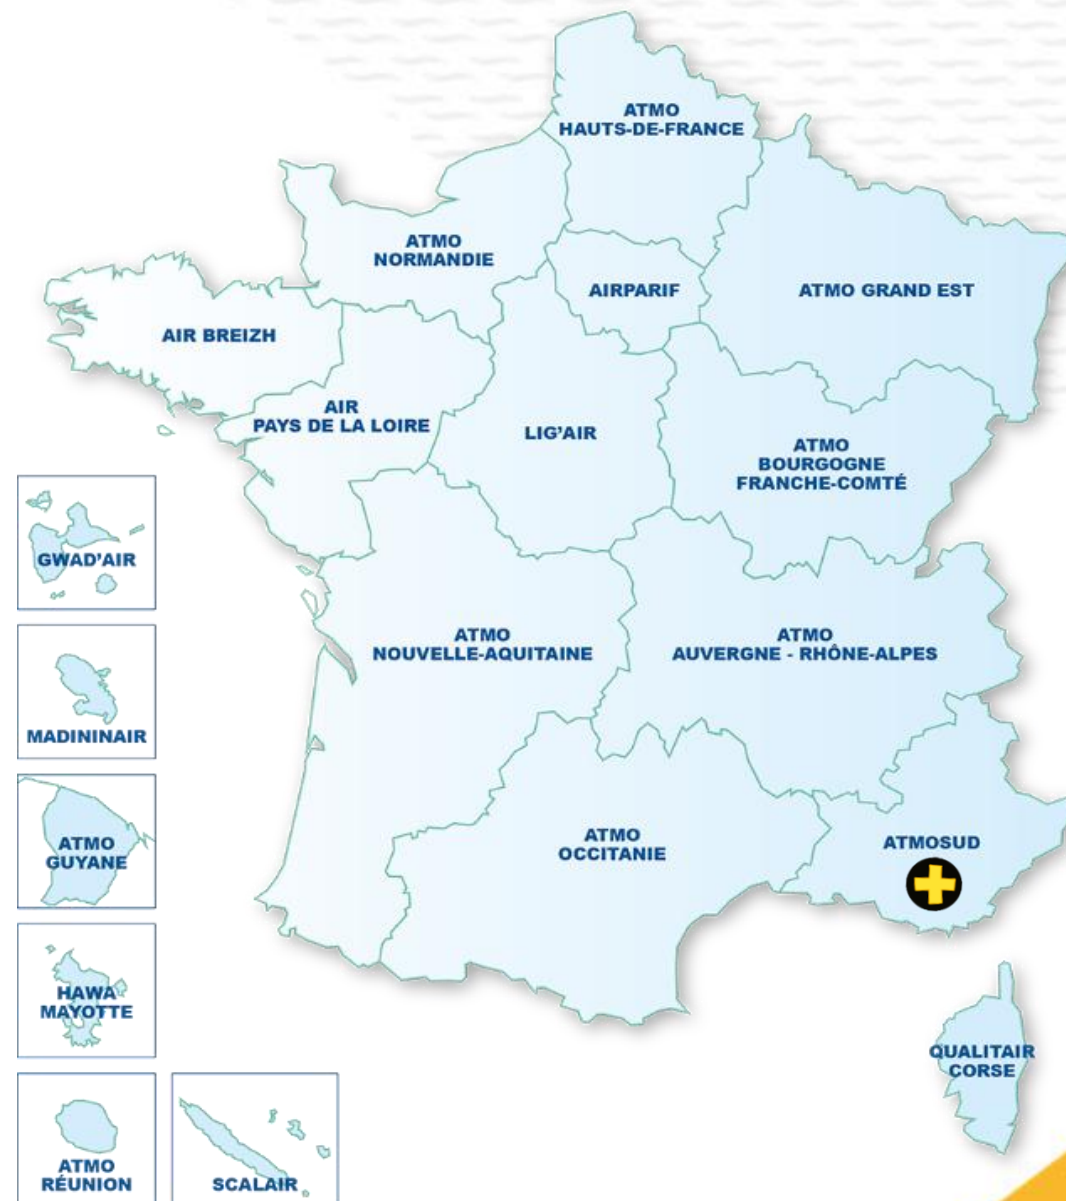 ATMO
HAUTS-DE-FRANCE
ATMO
NORMANDIE
AIRPARIF
ATMO GRAND EST
AIR BREIZH
AIR
PAYS DE LA LOIRE
LIG'AIR
ATMO
BOURGOGNE
FRANCHE-COMTÉ
GWAD'AIR
ATMO
NOUVELLE-AQUITAINE
ATMO
AUVERGNE - RHÔNE-ALPES
MADININAIR
ATMO
GUYANE
ATMO
OCCITANIE
ATMOSUD
HAWA
MAYOTTE
QUALITAIR
CORSE
ATMO
RÉUNION
SCALAIR